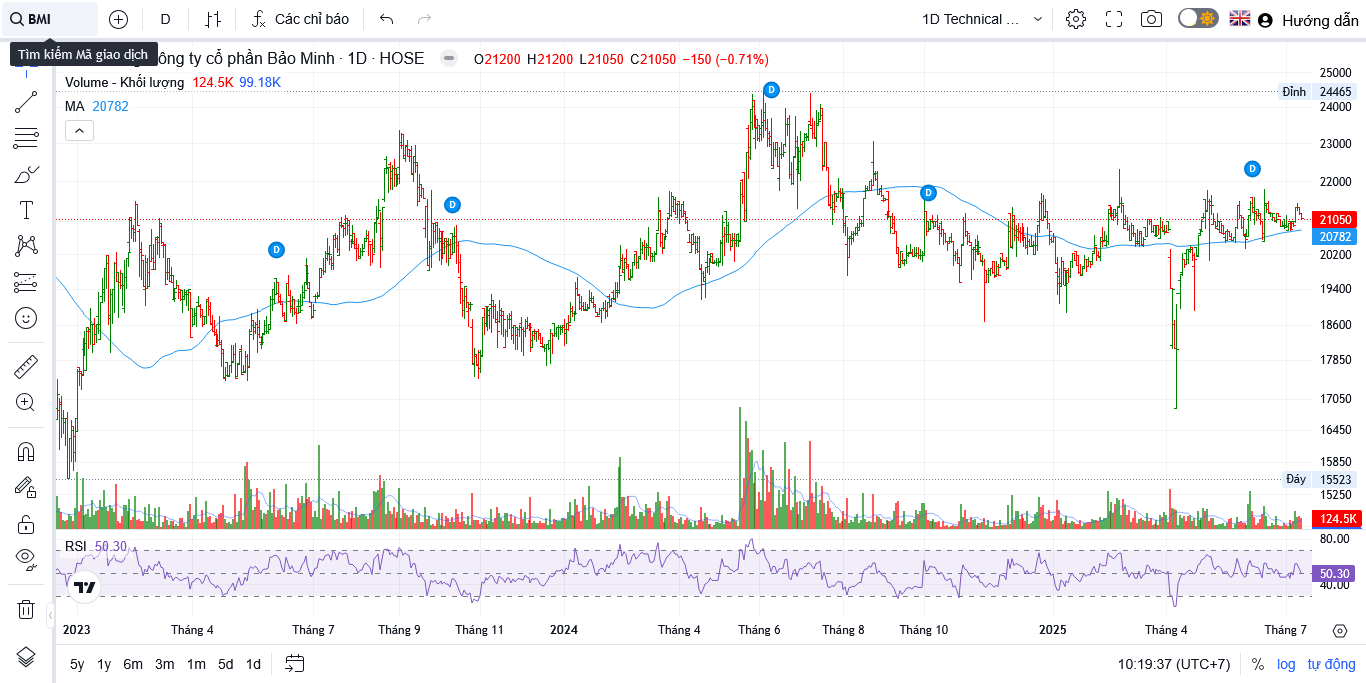 BMI
D
Các chỉ báo
1D Technical ...
Hướng dẫn
Tìm kiếm Mã giao dịch
ông ty cổ phần Bảo Minh · 1D · HOSE
O21200 H21200 L21050 C21050 −150 (−0.71%)
Volume - Khối lượng 124.5K 99.18K
MA 20782
25000
Đỉnh 24465
24000
23000
22000
21050
20782
20200
19400
18600
17850
17050
16450
15850
Đáy 15523
15250
124.5K
D
D
D
D
D
RSI 50.30
80.00
50.30
40.00
2023 Tháng 4 Tháng 7 Tháng 9 Tháng 11 2024 Tháng 4 Tháng 6 Tháng 8 Tháng 10 2025 Tháng 4 Tháng 7
5y 1y 6m 3m 1m 5d 1d
10:19:37 (UTC+7) % log tự động